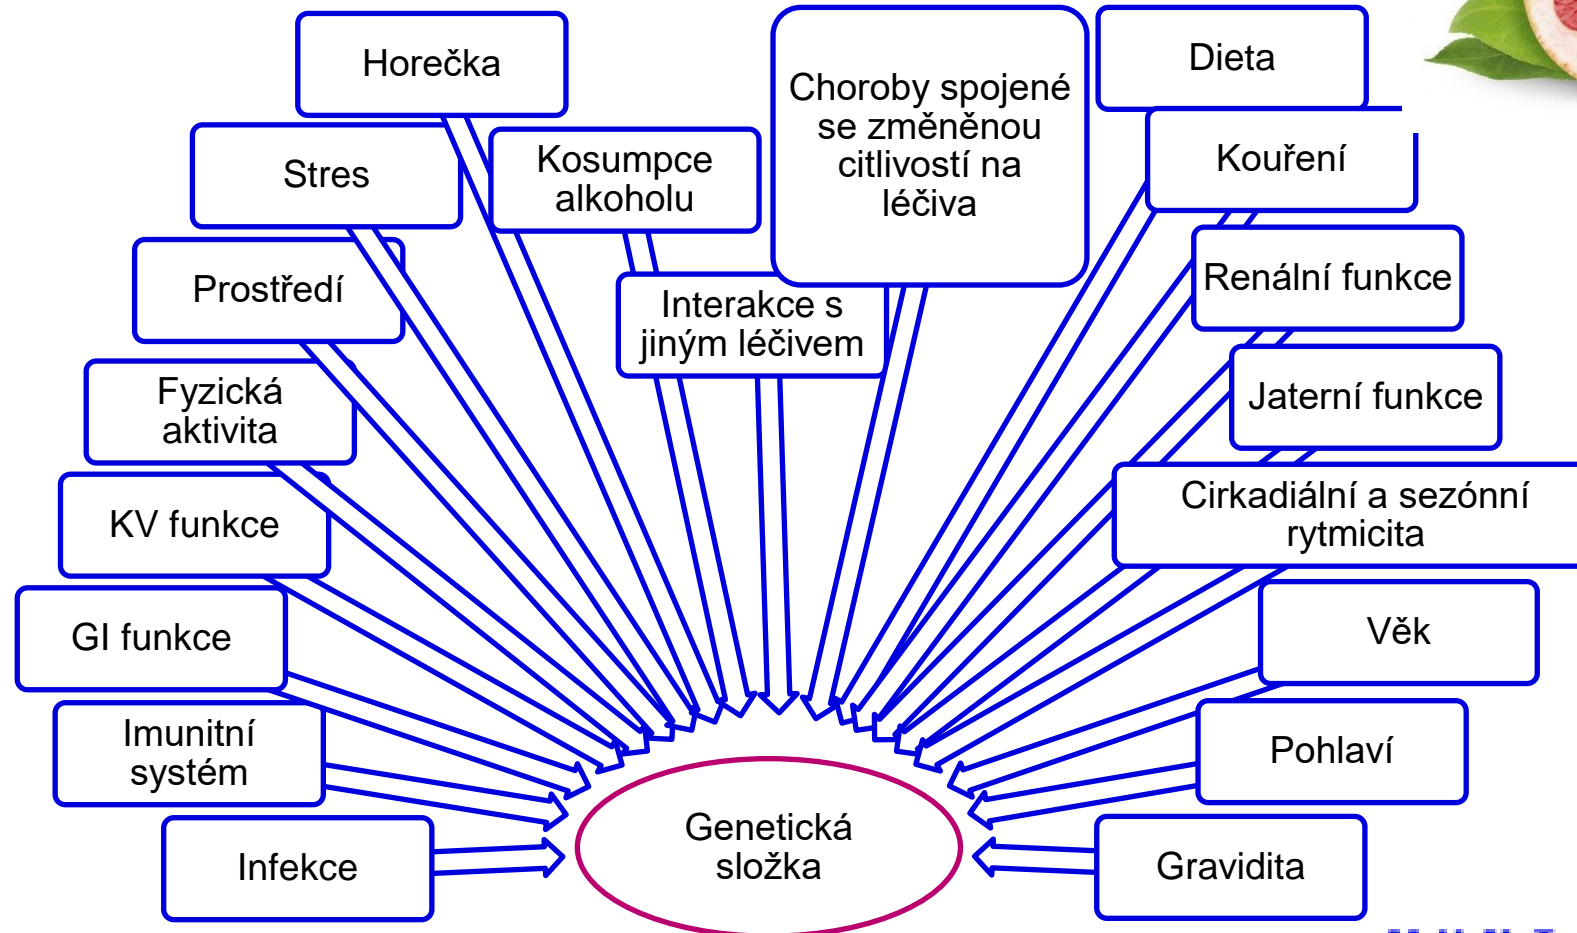 Horečka
Choroby spojené
se změněnou
citlivostí na
léčiva
Dieta
Stres
Kosumpce
alkoholu
Kouření
Prostředí
Interakce s
jiným léčivem
Renální funkce
Fyzická
aktivita
Jaterní funkce
KV funkce
Cirkadiální a sezónní
rytmicita
GI funkce
Věk
Imunitní
systém
Pohlaví
Genetická
složka
Infekce
Gravidita